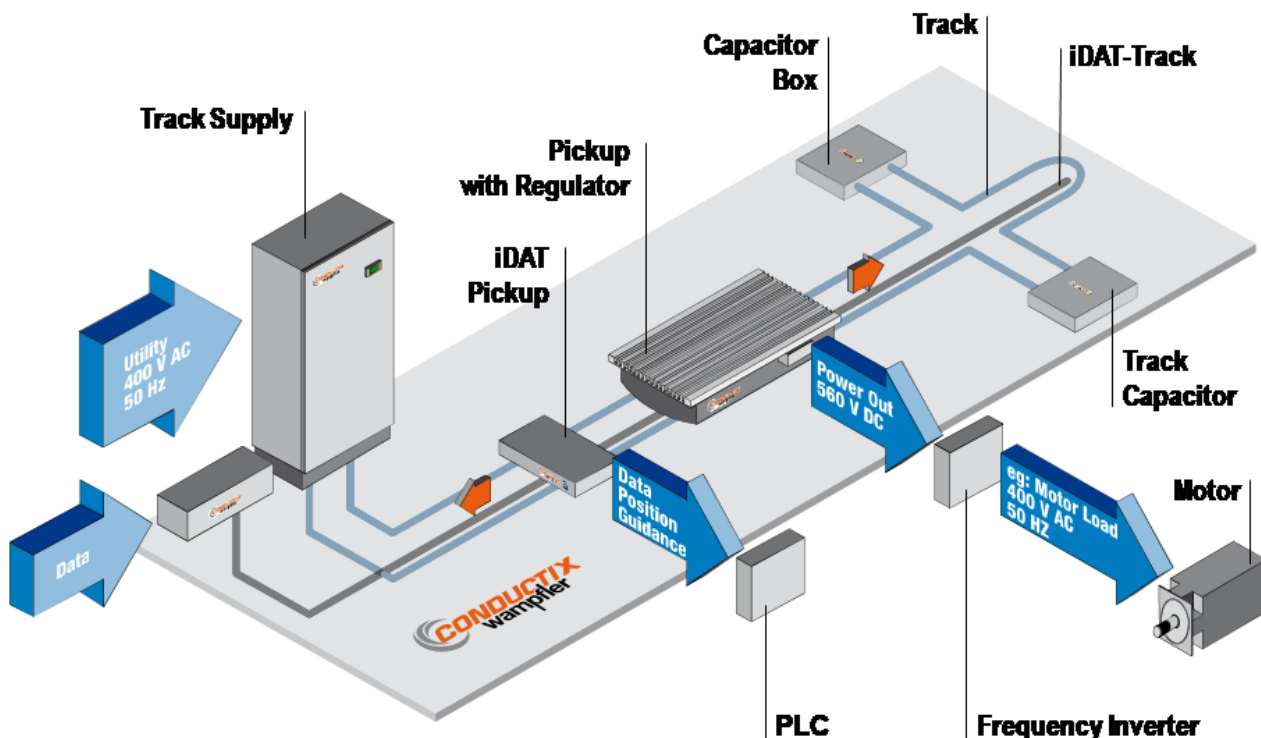 Track
Capacitor
Box
iDAT-Track
Track Supply
Pickup
with Regulator
iDAT
Pickup
Utility
400 V AC
50 Hz
Data
Power Out
560 V DC
Track
Capacitor
Data
Position
Guidance
eg: Motor Load
400 V AC
50 HZ
Motor
CONDUCTIX
wampfler
PLC
Frequency Inverter